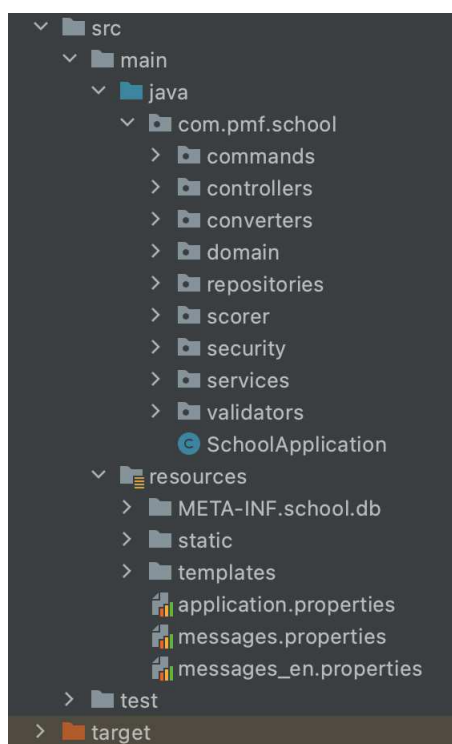 src
main
java
com.pmf.school
commands
controllers
converters
domain
repositories
scorer
security
services
validators
C SchoolApplication
resources
META-INF.school.db
static
templates
application.properties
messages.properties
messages_en.properties
test
target